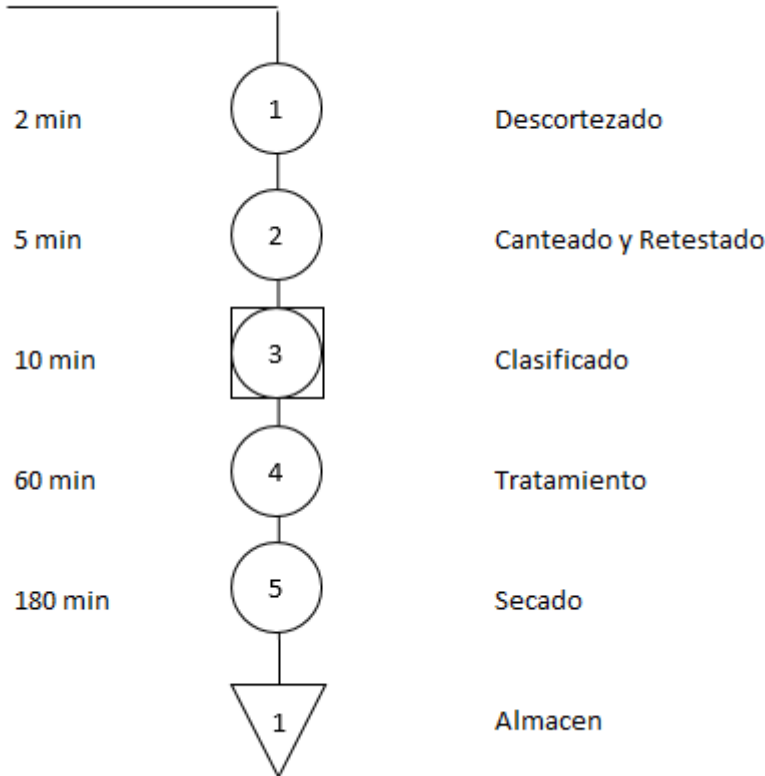 2 min 1 Descortezado
5 min 2 Canteado y Retestado
10 min 3 Clasificado
60 min 4 Tratamiento
180 min 5 Secado
1 Almacen